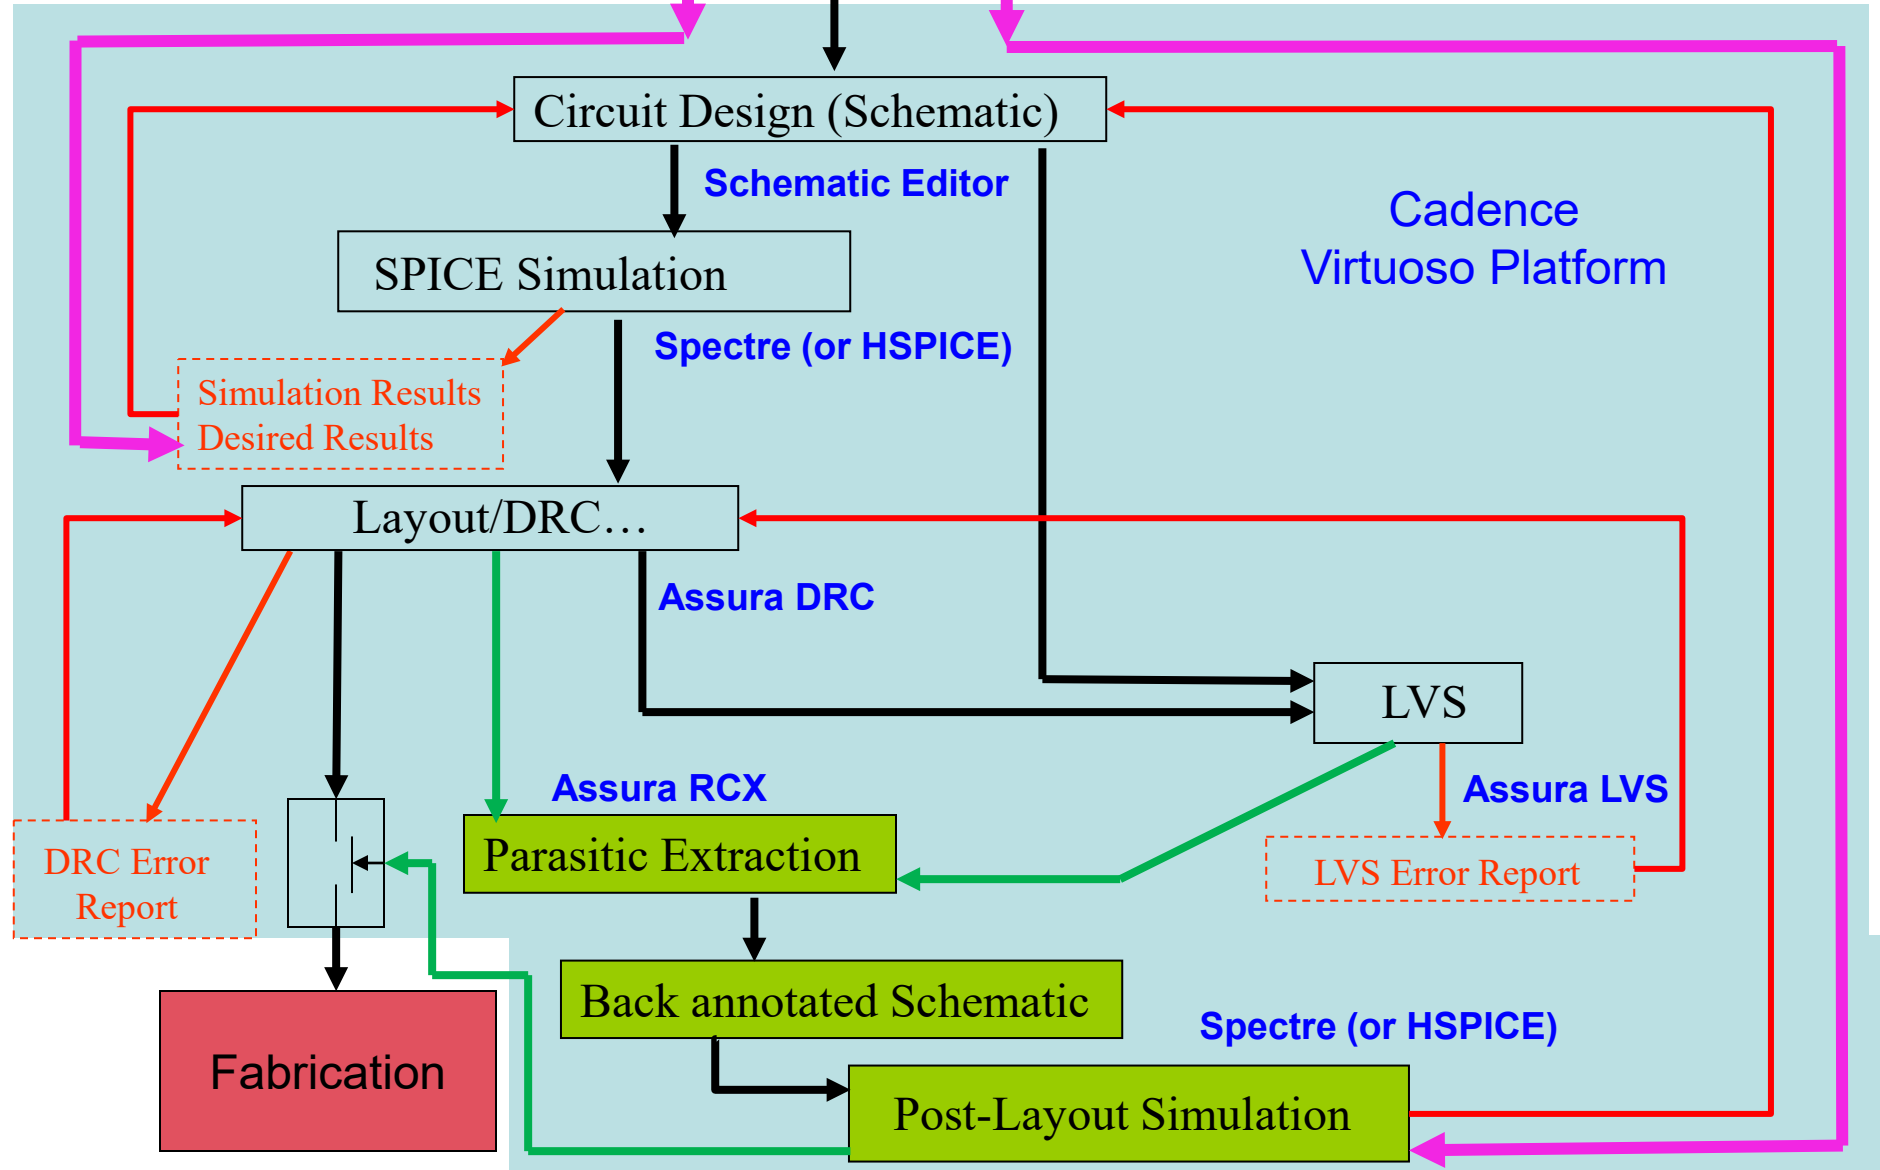 Circuit Design (Schematic)
Schematic Editor
Cadence
Virtuoso Platform
SPICE Simulation
Spectre (or HSPICE)
Simulation Results
Desired Results
Layout/DRC…
Assura DRC
LVS
Assura RCX
Assura LVS
DRC Error
Report
Parasitic Extraction
LVS Error Report
Back annotated Schematic
Spectre (or HSPICE)
Fabrication
Post-Layout Simulation